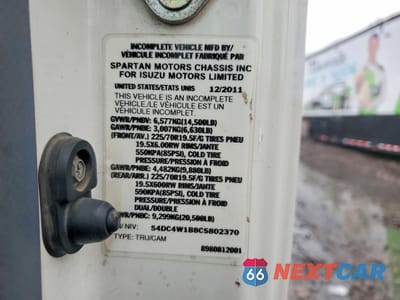 INCOMPLETE VEHICLE MFD BY/
VÉHICULE INCOMPLET FABRIQUÉ PAR
SPARTAN MOTORS CHASSIS INC
FOR ISUZU MOTORS LIMITED
UNITED STATES/ETATS UNIS 12/2011
THIS VEHICLE IS AN INCOMPLETE
VEHICLE/LE VÉHICULE EST UN
VÉHICULE INCOMPLET.
GVWR/PNBV: 6,577KG(14,500LB)
GAWR/PNBE: 3,007KG(6,630LB)
(FRONT/AV.) 225/70R19.5F/G TIRES PNEU
19.5X6.00RW RIMS/JANTE
550KPA(85PSI), COLD TIRE
PRESSURE/PRESSION À FROID
GAWR/PNBE: 4,482KG(9,880LB)
(REAR/ARR.) 225/70R19.5F/G TIRES PNEU
19.5X600RW RIMS/JANTE
550KPA(85PSI), COLD TIRE
PRESSURE/PRESSION À FROID
DUAL/DOUBLE
GCWR/PNBC: 9,299KG(20,500LB)
VIN/NIV: 54DC4W1B8CS802370
TYPE: TRU/CAM
8980812001
66 NEXTCAR